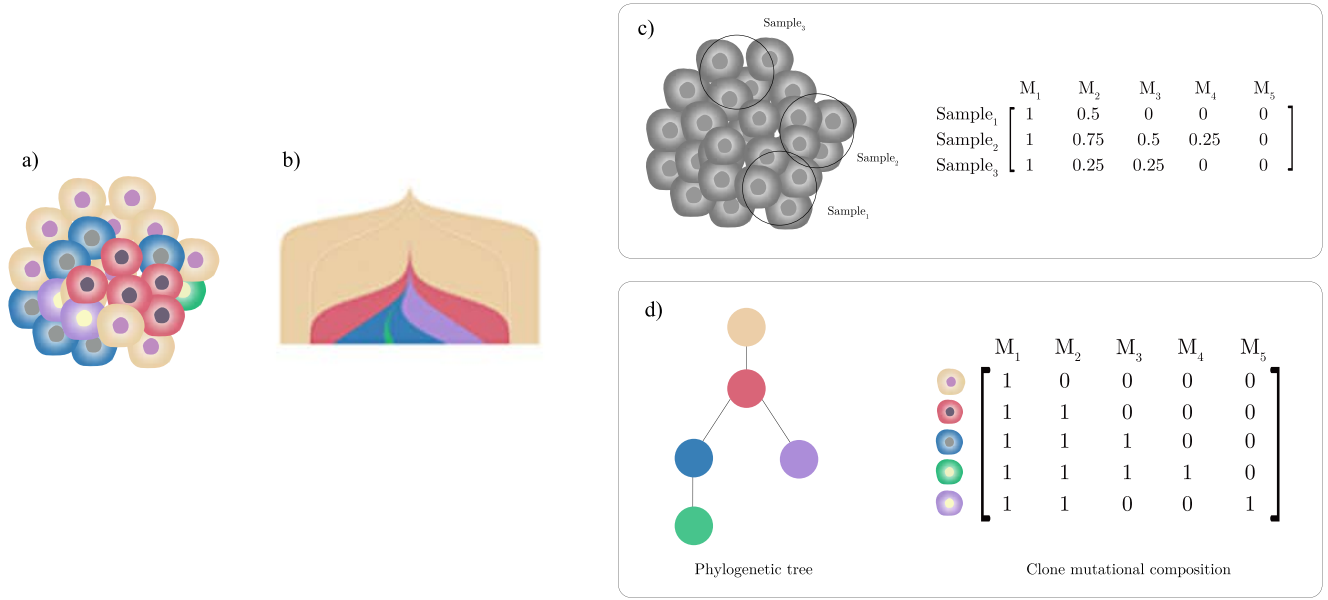 a)
b)
c)
Sample₃
Sample₂
Sample₁
M₁ M₂ M₃ M₄ M₅
Sample₁ 1 0.5 0 0 0
Sample₂ 1 0.75 0.5 0.25 0
Sample₃ 1 0.25 0.25 0 0
d)
Phylogenetic tree
M₁ M₂ M₃ M₄ M₅
1 0 0 0 0
1 1 0 0 0
1 1 1 0 0
1 1 1 1 0
1 1 0 0 1
Clone mutational composition